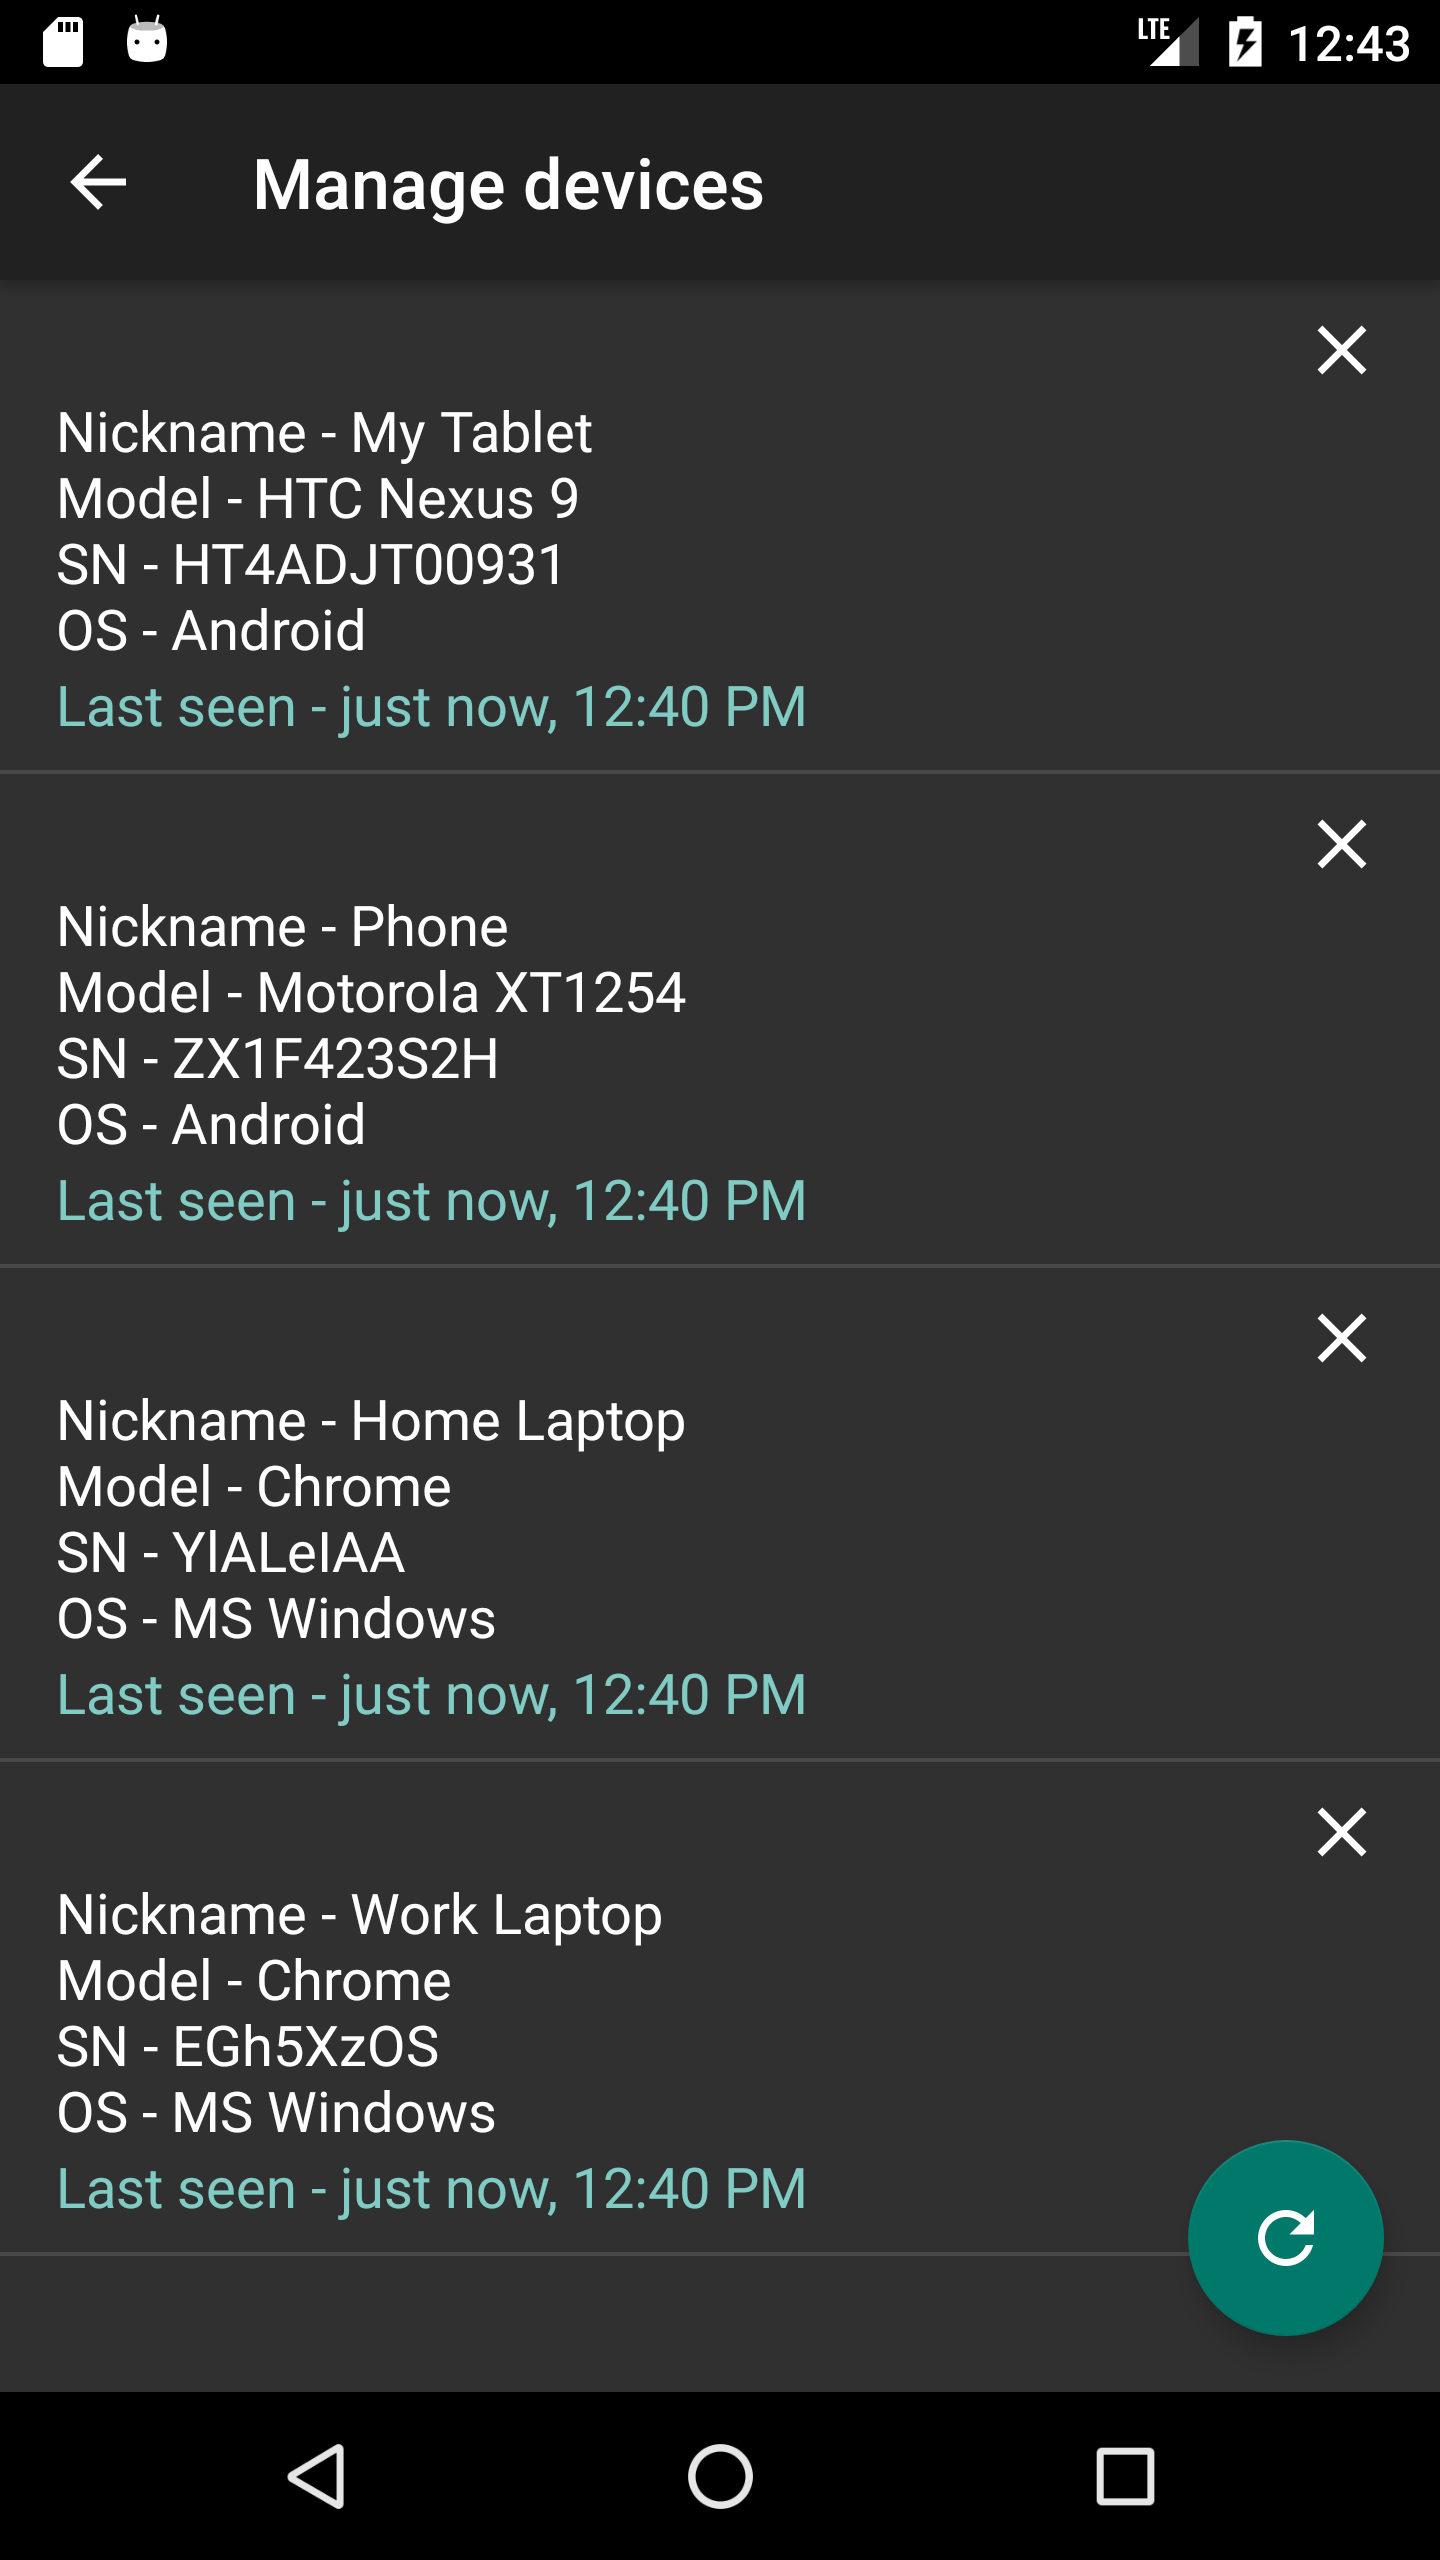 LTE 12:43
Manage devices
Nickname - My Tablet
Model - HTC Nexus 9
SN - HT4ADJT00931
OS - Android
Last seen - just now, 12:40 PM
Nickname - Phone
Model - Motorola XT1254
SN - ZX1F423S2H
OS - Android
Last seen - just now, 12:40 PM
Nickname - Home Laptop
Model - Chrome
SN - YlALeIAA
OS - MS Windows
Last seen - just now, 12:40 PM
Nickname - Work Laptop
Model - Chrome
SN - EGh5XzOS
OS - MS Windows
Last seen - just now, 12:40 PM